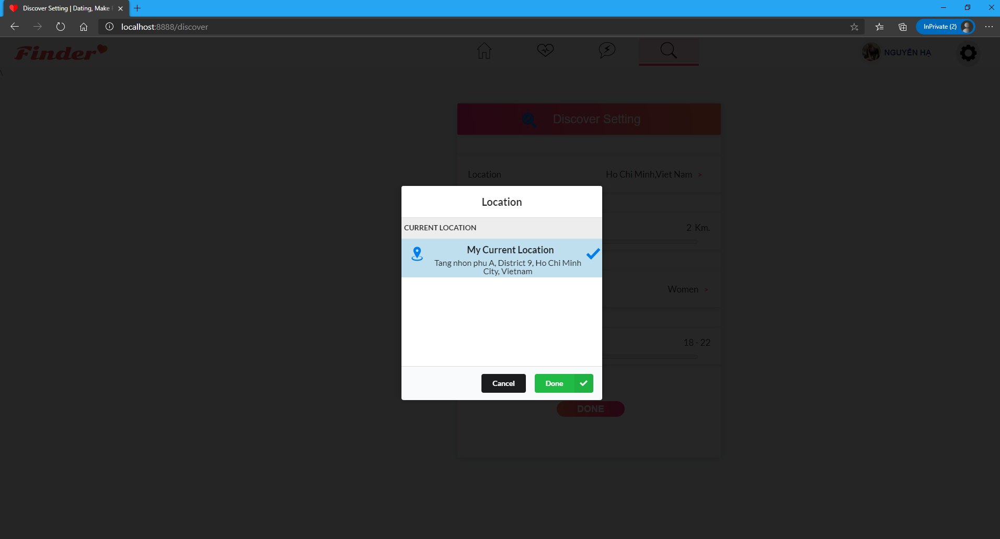 Discover Setting | Dating, Make F
localhost:8888/discover
InPrivate (2)
Finder
NGUYỄN HẠ
\
Discover Setting
Location
Ho Chi Minh,Viet Nam >
2 Km.
Women >
18 - 22
DONE
Location
CURRENT LOCATION
My Current Location
Tang nhon phu A, District 9, Ho Chi Minh
City, Vietnam
Cancel
Done